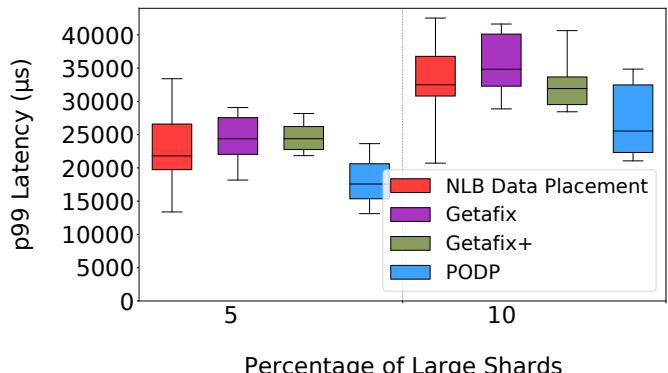 p99 Latency (μs)
40000
35000
30000
25000
20000
15000
10000
5000
0
NLB Data Placement
Getafix
Getafix+
PODP
5
10
Percentage of Large Shards